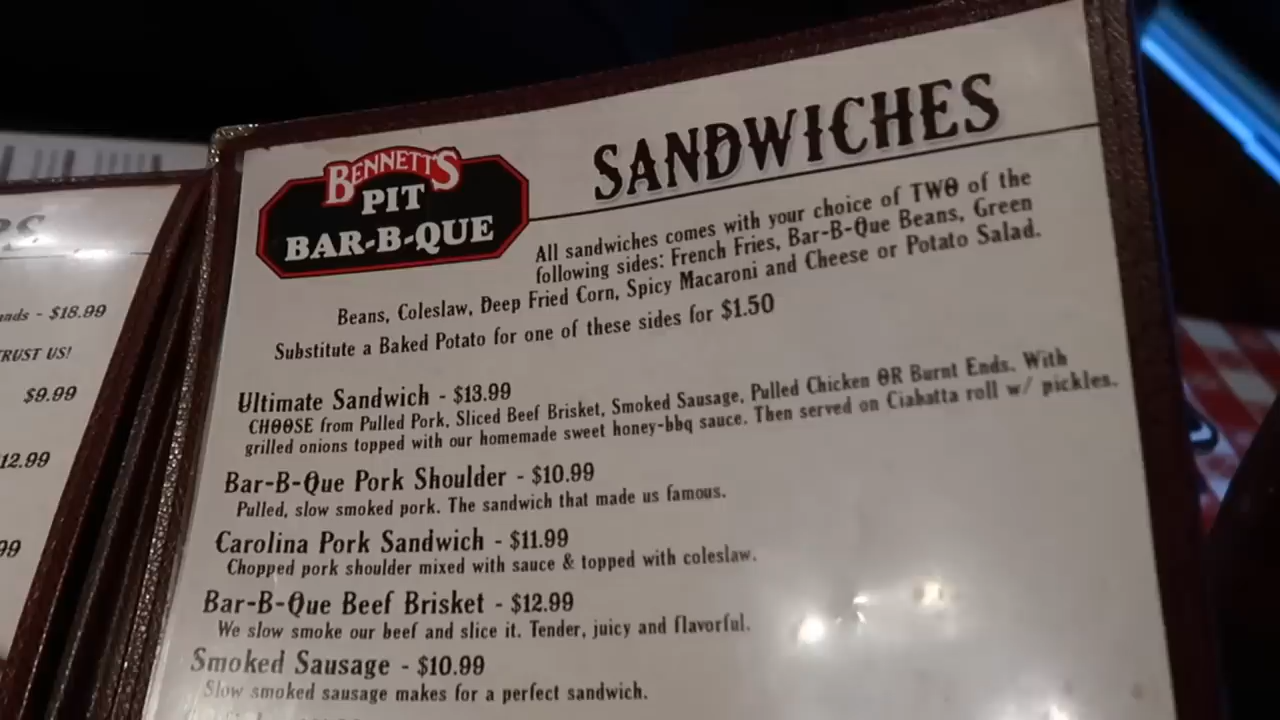 BENNETT'S
PIT
BAR-B-QUE
SANDWICHES
All sandwiches comes with your choice of TWO of the
following sides: French Fries, Bar-B-Que Beans, Green
Beans, Coleslaw, Deep Fried Corn, Spicy Macaroni and Cheese or Potato Salad.
Substitute a Baked Potato for one of these sides for $1.50
Ultimate Sandwich - $13.99
CHOOSE from Pulled Pork, Sliced Beef Brisket, Smoked Sausage, Pulled Chicken OR Burnt Ends. With
grilled onions topped with our homemade sweet honey-bbq sauce. Then served on Ciabatta roll w/ pickles.
Bar-B-Que Pork Shoulder - $10.99
Pulled, slow smoked pork. The sandwich that made us famous.
Carolina Pork Sandwich - $11.99
Chopped pork shoulder mixed with sauce & topped with coleslaw.
Bar-B-Que Beef Brisket - $12.99
We slow smoke our beef and slice it. Tender, juicy and flavorful.
Smoked Sausage - $10.99
Slow smoked sausage makes for a perfect sandwich.
- $18.99
TRUST US!
$9.99
12.99
99